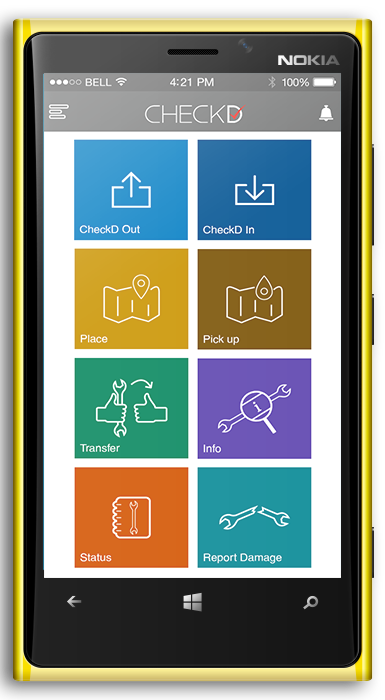 NOKIA
BELL 4:21 PM 100%
CHECKD
CheckD Out
CheckD In
Place
Pick up
Transfer
Info
Status
Report Damage